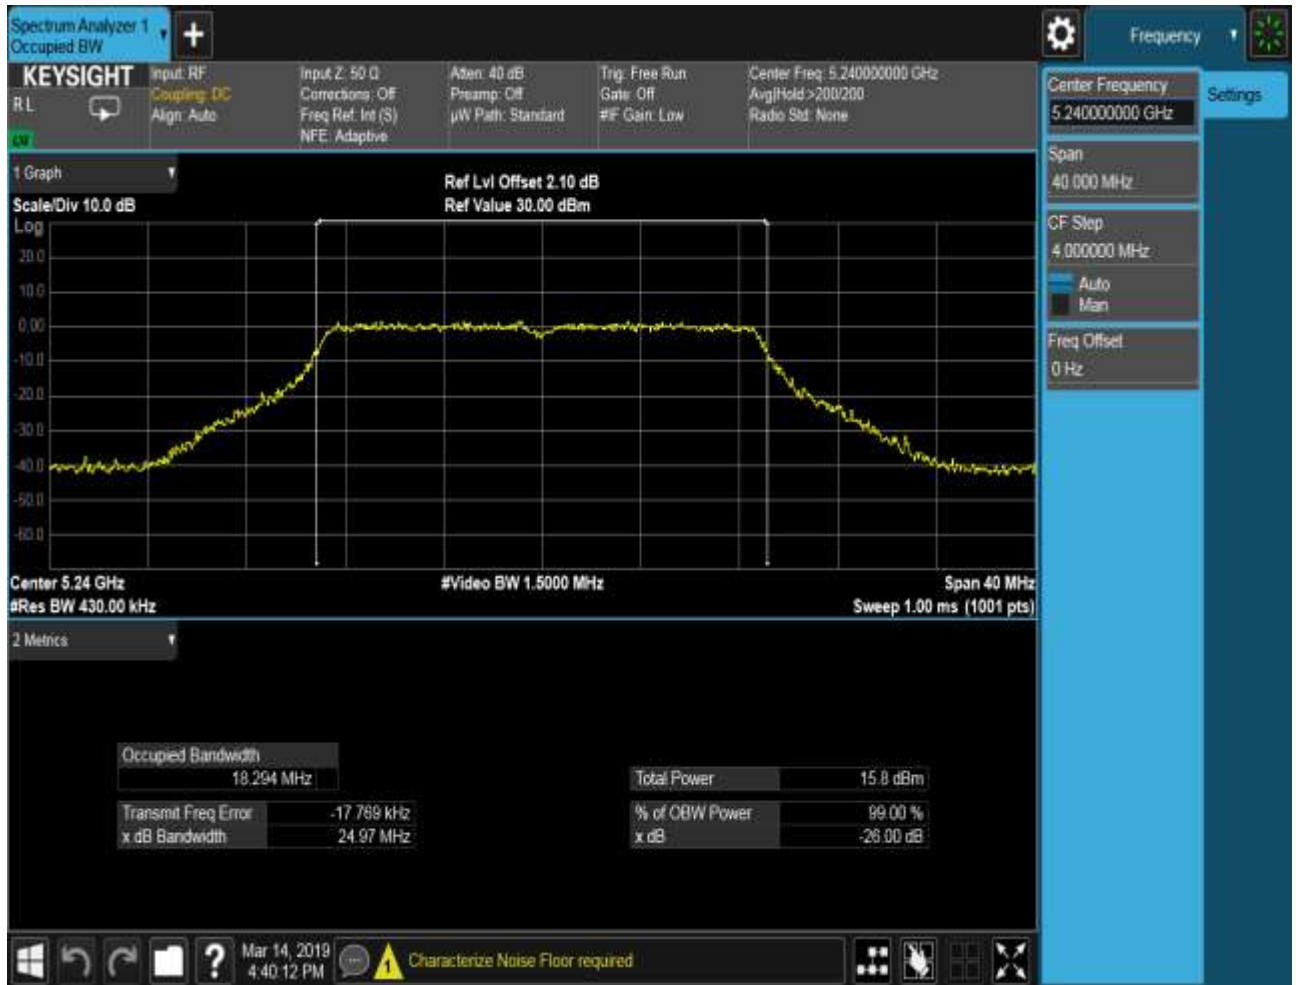 Spectrum Analyzer 1
Occupied BW
Frequency
KEYSIGHT
R L
Input: RF
Coupling: DC
Align: Auto
Input Z: 50 Ω
Corrections: Off
Freq Ref: Int (S)
NFE: Adaptive
Atten: 40 dB
Preamp: Off
µW Path: Standard
Trig: Free Run
Gate: Off
#IF Gain: Low
Center Freq: 5.240000000 GHz
Avg|Hold:>200/200
Radio Std: None
Center Frequency
5.240000000 GHz
Settings
Span
40.000 MHz
CF Step
4.000000 MHz
Auto
Man
Freq Offset
0 Hz
1 Graph
Scale/Div 10.0 dB
Ref Lvl Offset 2.10 dB
Ref Value 30.00 dBm
Log
20.0
10.0
0.00
-10.0
-20.0
-30.0
-40.0
-50.0
-60.0
Center 5.24 GHz
#Video BW 1.5000 MHz
Span 40 MHz
#Res BW 430.00 kHz
Sweep 1.00 ms (1001 pts)
2 Metrics
Occupied Bandwidth
18.294 MHz
Total Power 15.8 dBm
Transmit Freq Error -17.769 kHz
% of OBW Power 99.00 %
x dB Bandwidth 24.97 MHz
x dB -26.00 dB
Mar 14, 2019
4:40:12 PM
1
Characterize Noise Floor required